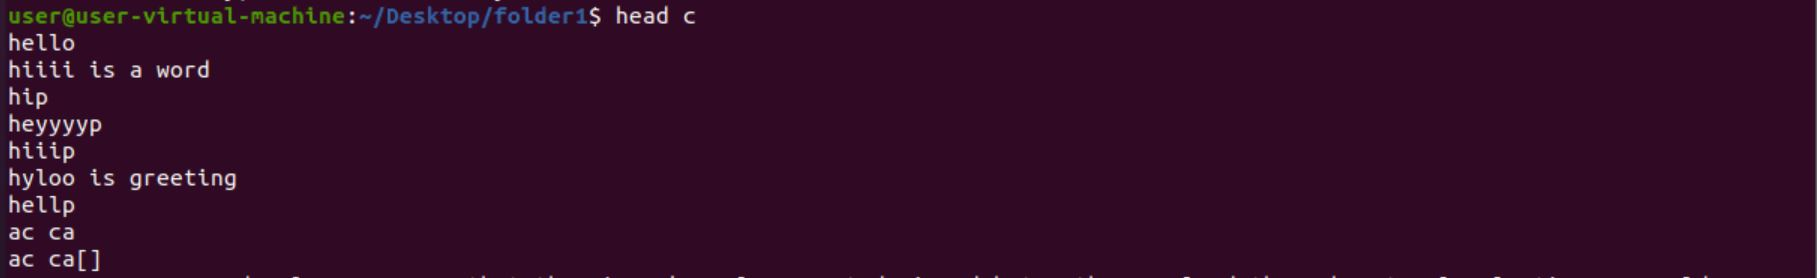 user@user-virtual-machine:~/Desktop/folder1$ head c
hello
hiiii is a word
hip
heyyyyp
hiiip
hyloo is greeting
hellp
ac ca
ac ca[]